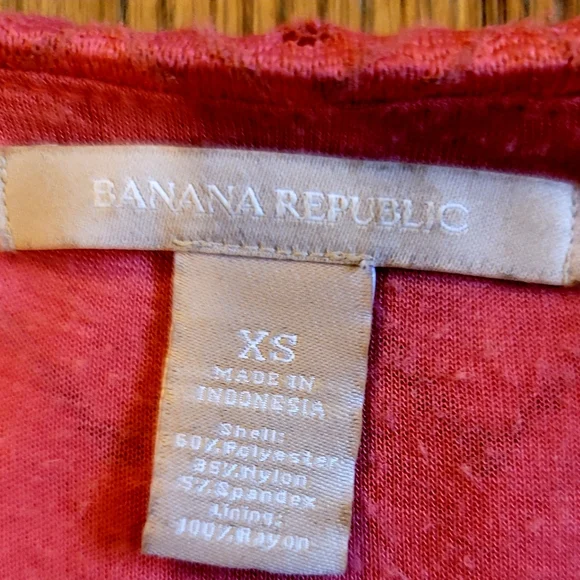 BANANA REPUBLIC
XS
MADE IN
INDONESIA
Shell:
60%Polyester
35%Nylon
5%Spandex
Lining:
100%Rayon